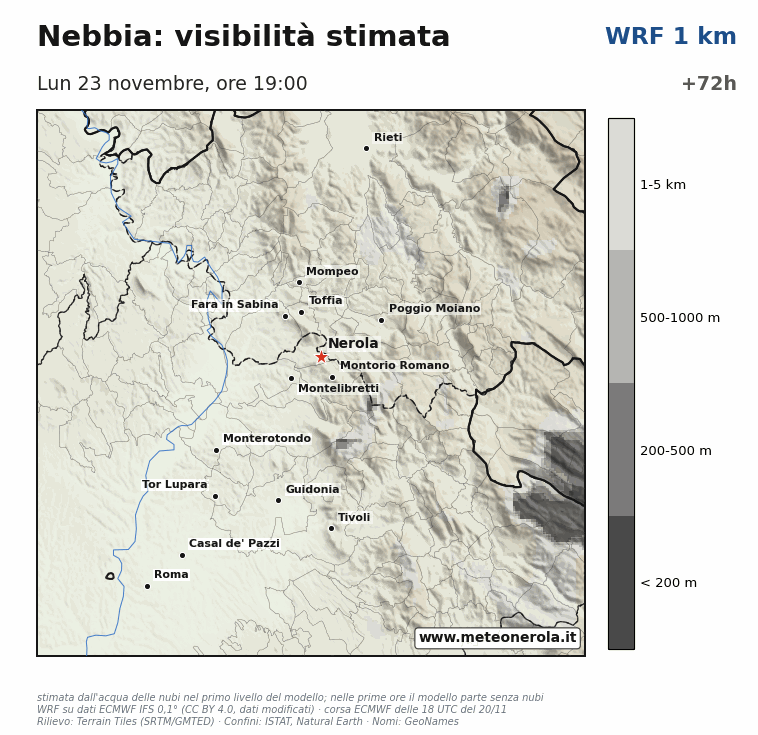 Nebbia: visibilità stimata
WRF 1 km
Lun 23 novembre, ore 19:00
+72h
Rieti
1-5 km
Mompeo
Fara in Sabina
Toffia
Poggio Moiano
500-1000 m
Nerola
Montorio Romano
Montelibretti
Monterotondo
200-500 m
Tor Lupara
Guidonia
Tivoli
Casal de' Pazzi
Roma
< 200 m
www.meteonerola.it
stimata dall'acqua delle nubi nel primo livello del modello; nelle prime ore il modello parte senza nubi
WRF su dati ECMWF IFS 0,1° (CC BY 4.0, dati modificati) · corsa ECMWF delle 18 UTC del 20/11
Rilievo: Terrain Tiles (SRTM/GMTED) · Confini: ISTAT, Natural Earth · Nomi: GeoNames